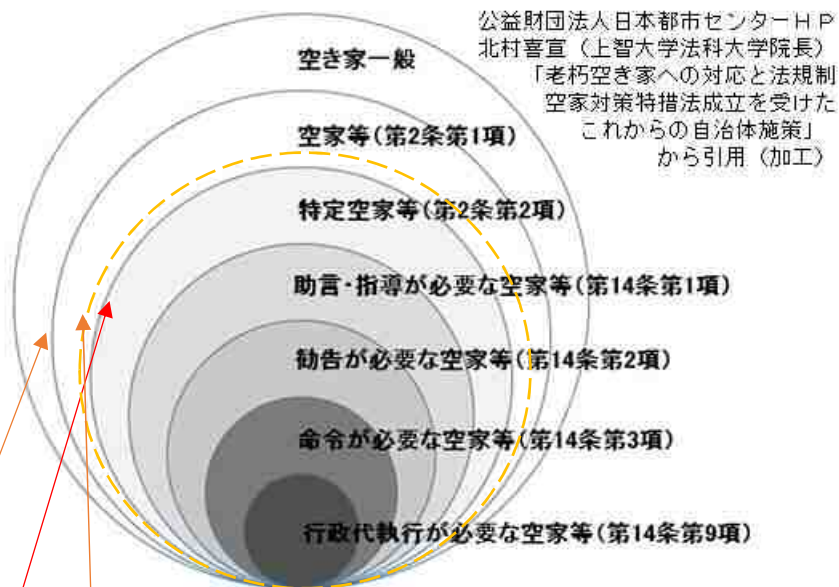 公益財団法人日本都市センターHP
北村喜宣(上智大学法科大学院長)
「老朽空き家への対応と法規制
空家対策特措法成立を受けた
これからの自治体施策」
から引用(加工)
空き家一般
空家等(第2条第1項)
特定空家等(第2条第2項)
助言・指導が必要な空家等(第14条第1項)
勧告が必要な空家等(第14条第2項)
命令が必要な空家等(第14条第3項)
行政代執行が必要な空家等(第14条第9項)